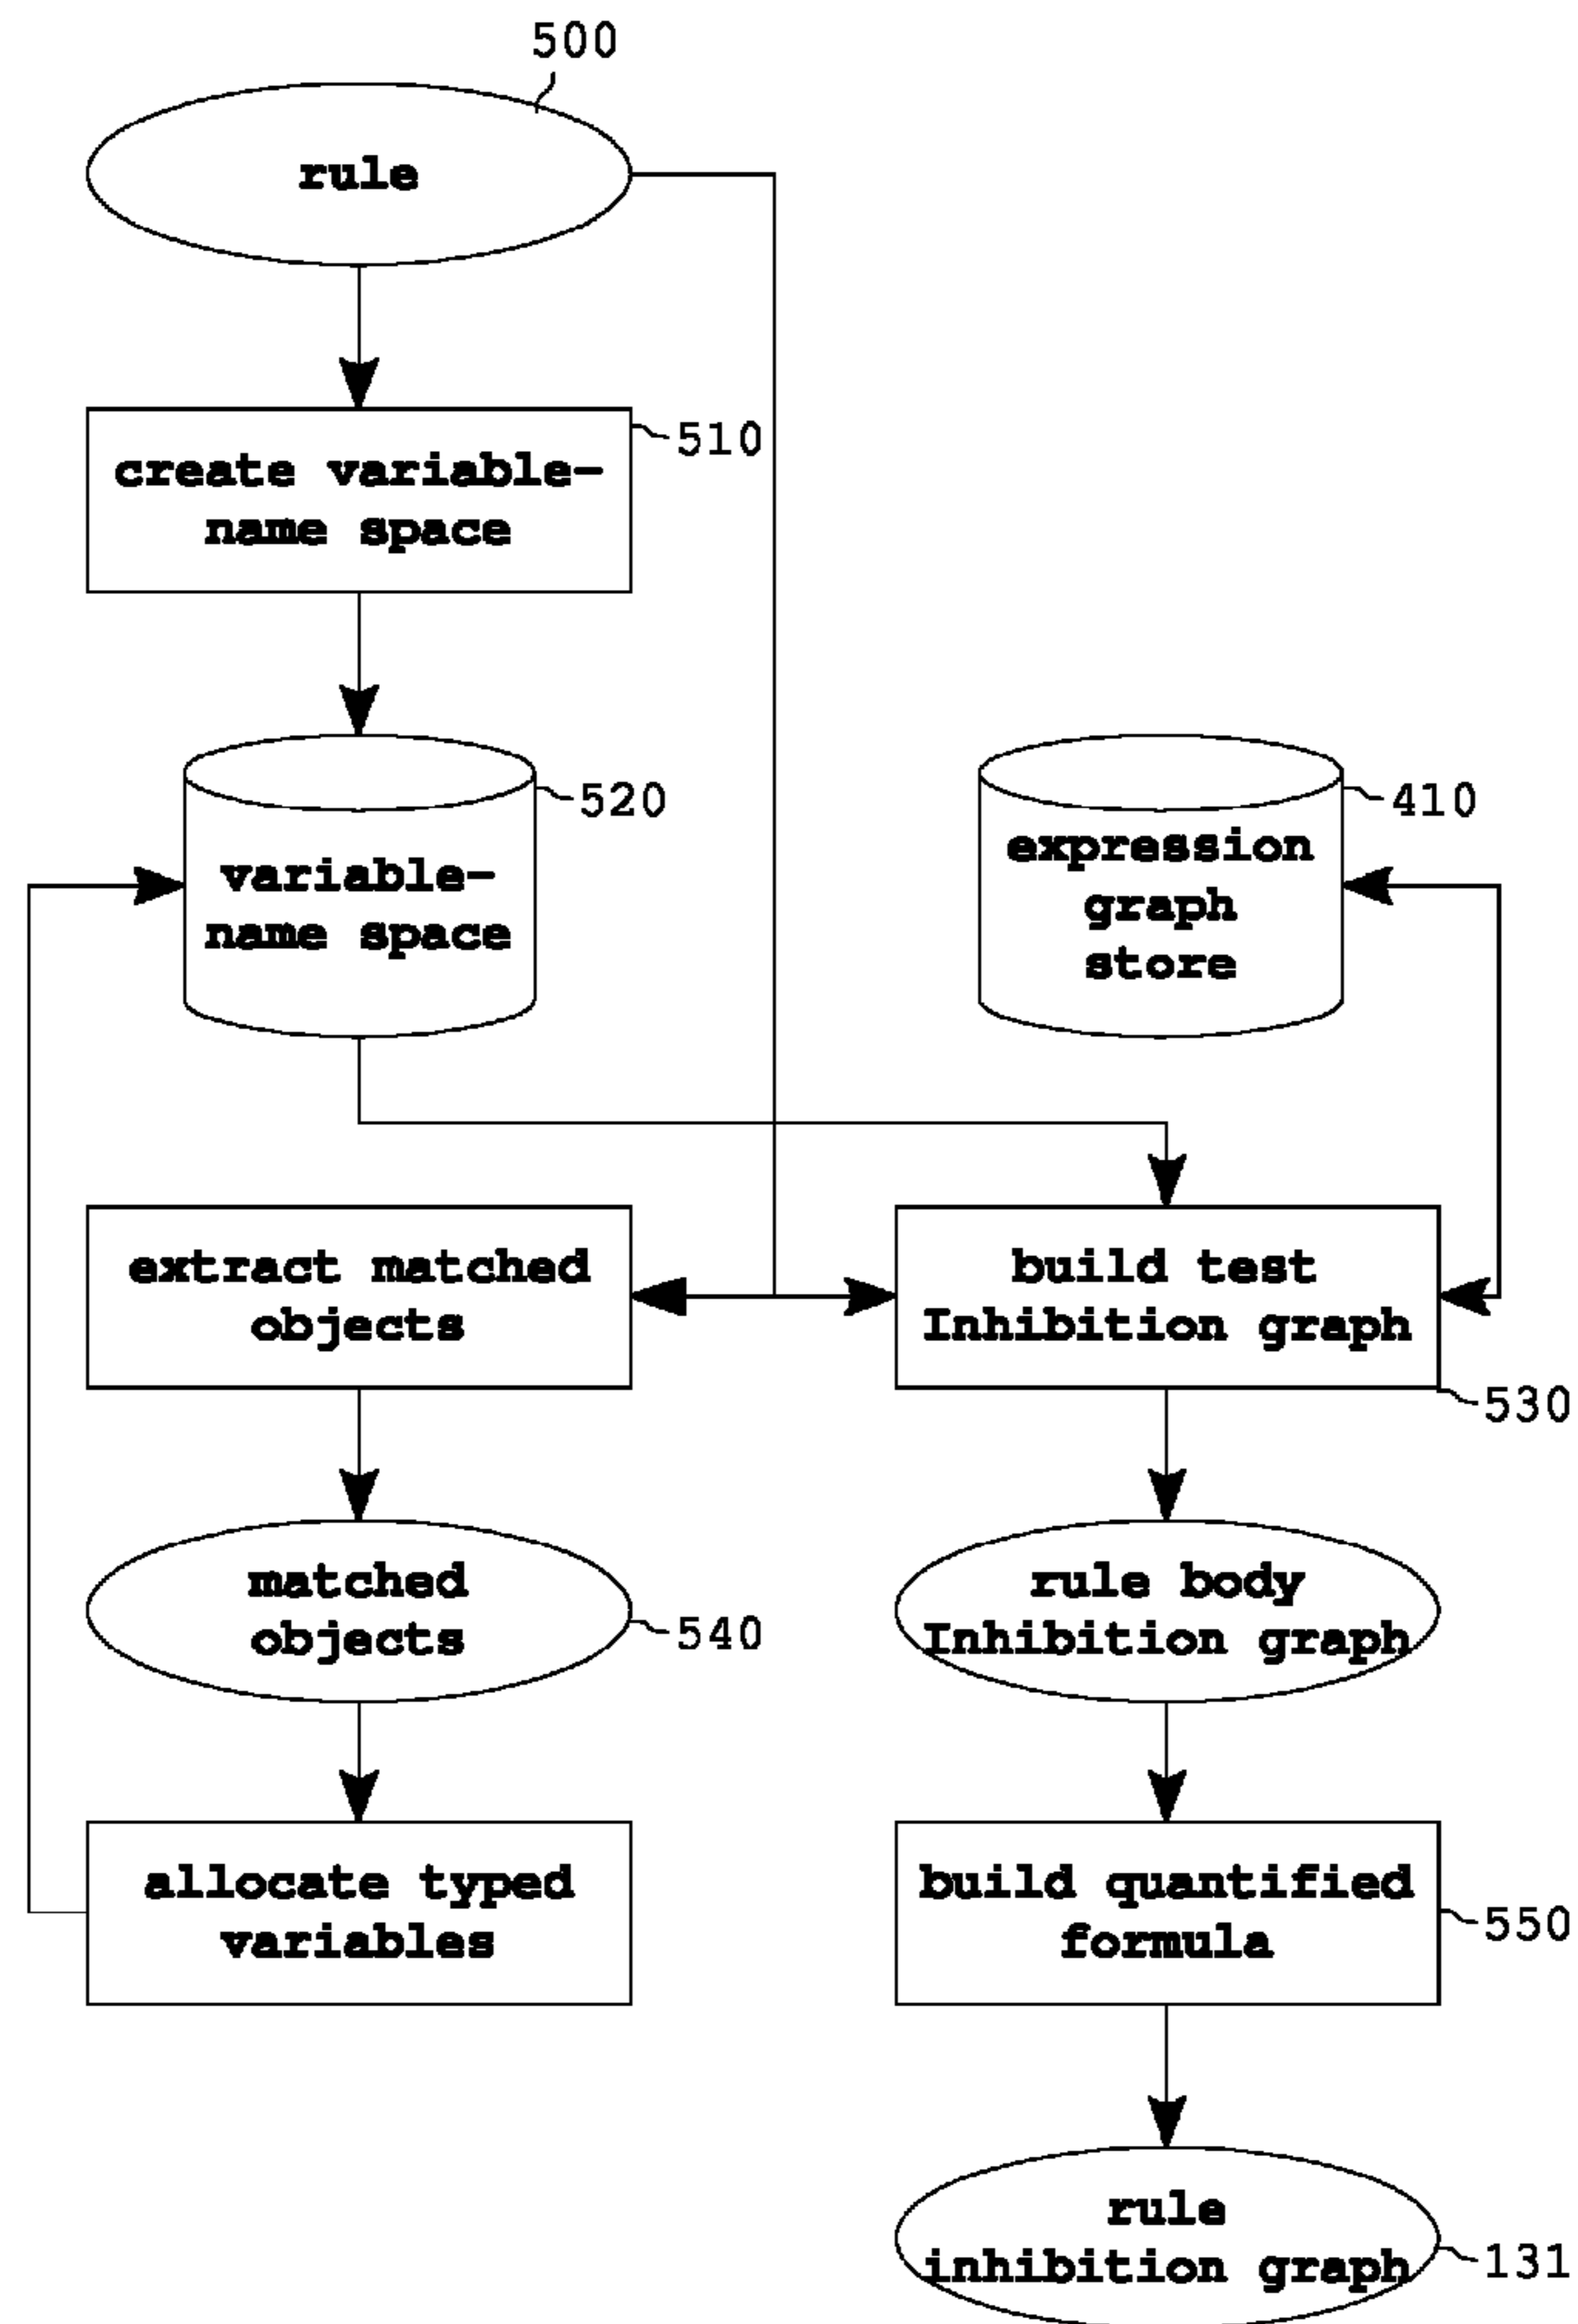 500
rule
510
create variable-
name space
520
variable-
name space
410
expression
graph
store
extract matched
objects
build test
Inhibition graph
530
matched
objects
540
rule body
Inhibition graph
allocate typed
variables
build quantified
formula
550
rule
inhibition graph
131